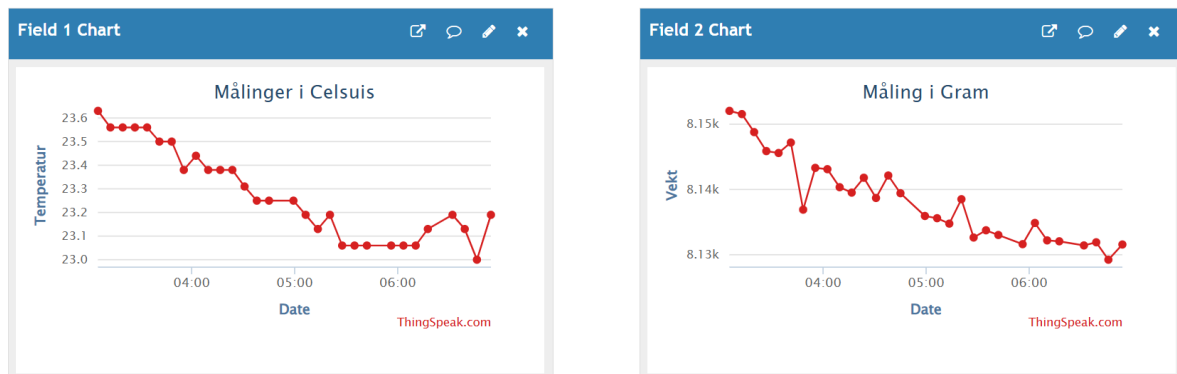 Field 1 Chart
Målinger i Celsuis
Temperatur
23.6
23.5
23.4
23.3
23.2
23.1
23.0
04:00 05:00 06:00
Date
ThingSpeak.com
Field 2 Chart
Måling i Gram
Vekt
8.15k
8.14k
8.13k
04:00 05:00 06:00
Date
ThingSpeak.com